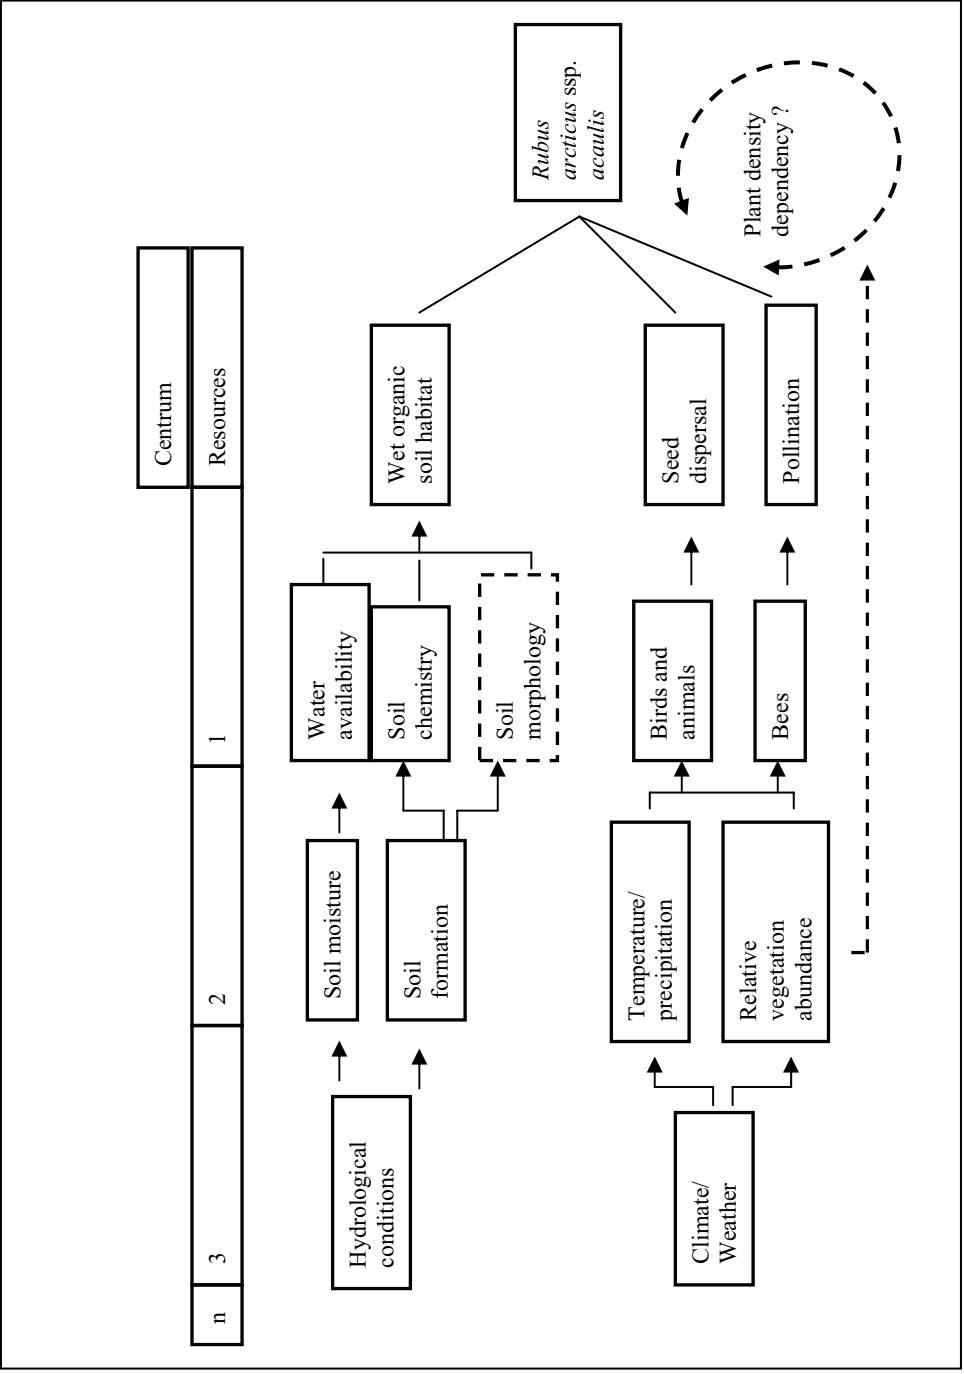 Centrum
n
3
2
1
Resources
Hydrological
conditions
Soil moisture
Soil
formation
Water
availability
Soil
chemistry
Soil
morphology
Wet organic
soil habitat
Rubus
arcticus ssp.
acaulis
Climate/
Weather
Temperature/
precipitation
Relative
vegetation
abundance
Birds and
animals
Bees
Seed
dispersal
Pollination
Plant density
dependency ?